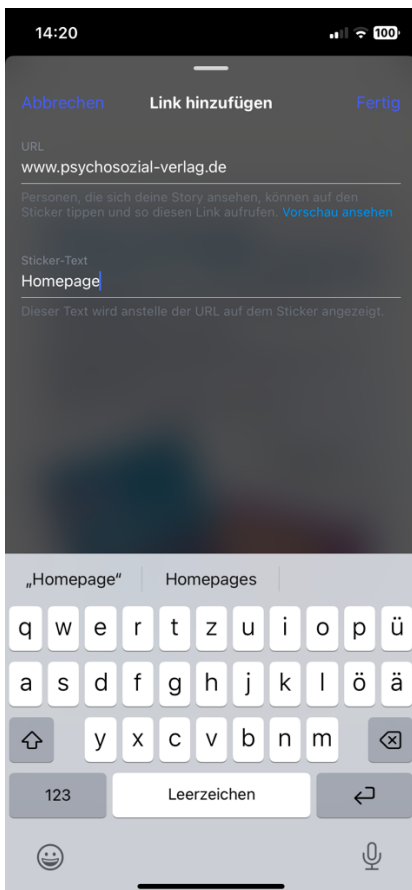 14:20
100
Abbrechen Link hinzufügen Fertig
URL
www.psychosozial-verlag.de
Personen, die sich deine Story ansehen, können auf den
Sticker tippen und so diesen Link aufrufen. Vorschau ansehen
Sticker-Text
Homepage
Dieser Text wird anstelle der URL auf dem Sticker angezeigt.
„Homepage“ Homepages
q w e r t z u i o p ü
a s d f g h j k l ö ä
y x c v b n m
123 Leerzeichen